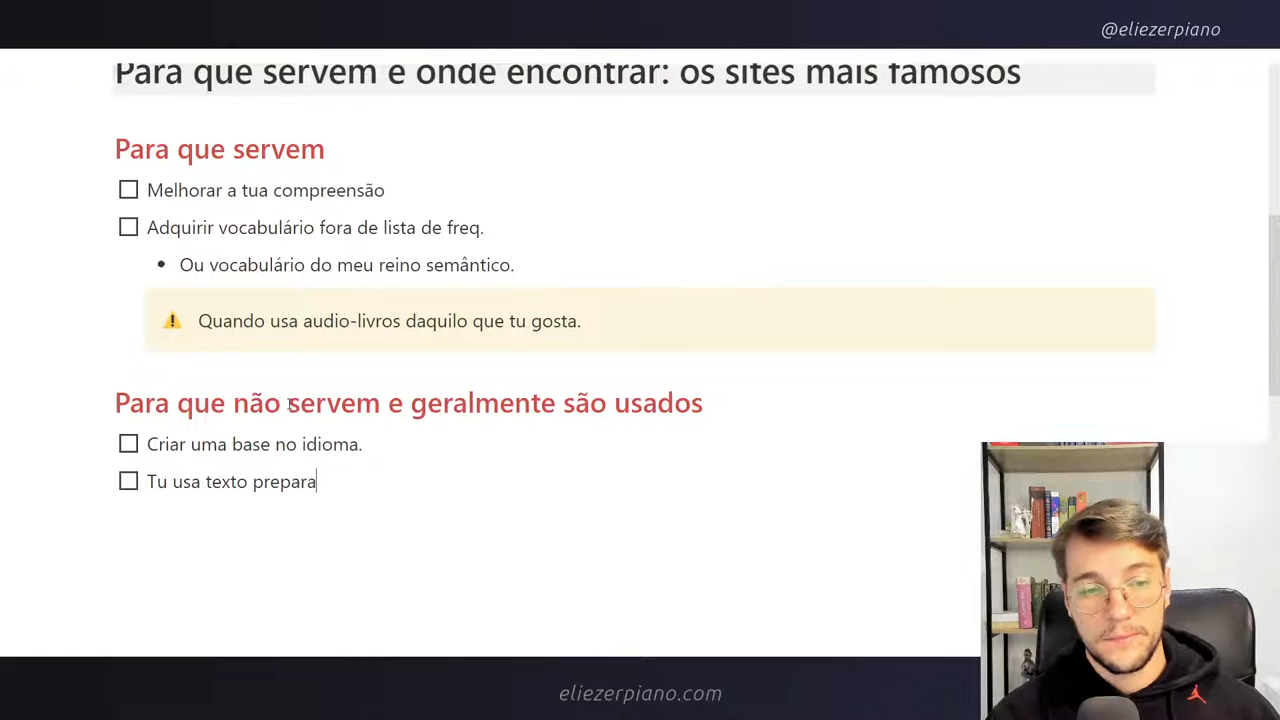 @eliezerpiano
Para que servem e onde encontrar: os sites mais famosos
Para que servem
Melhorar a tua compreensão
Adquirir vocabulário fora de lista de freq.
Ou vocabulário do meu reino semântico.
Quando usa audio-livros daquilo que tu gosta.
Para que não servem e geralmente são usados
Criar uma base no idioma.
Tu usa texto prepara
eliezerpiano.com